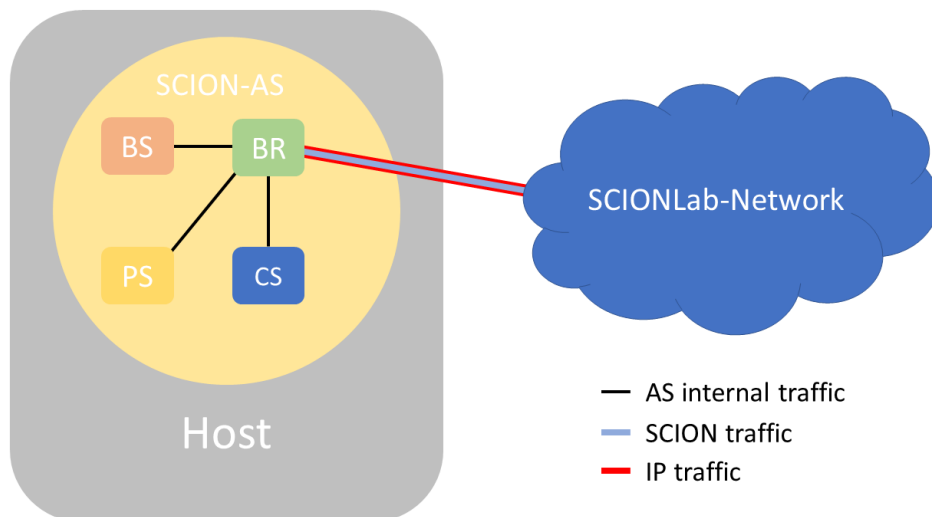 SCION-AS
BS
BR
PS
CS
Host
SCIONLab-Network
AS internal traffic
SCION traffic
IP traffic